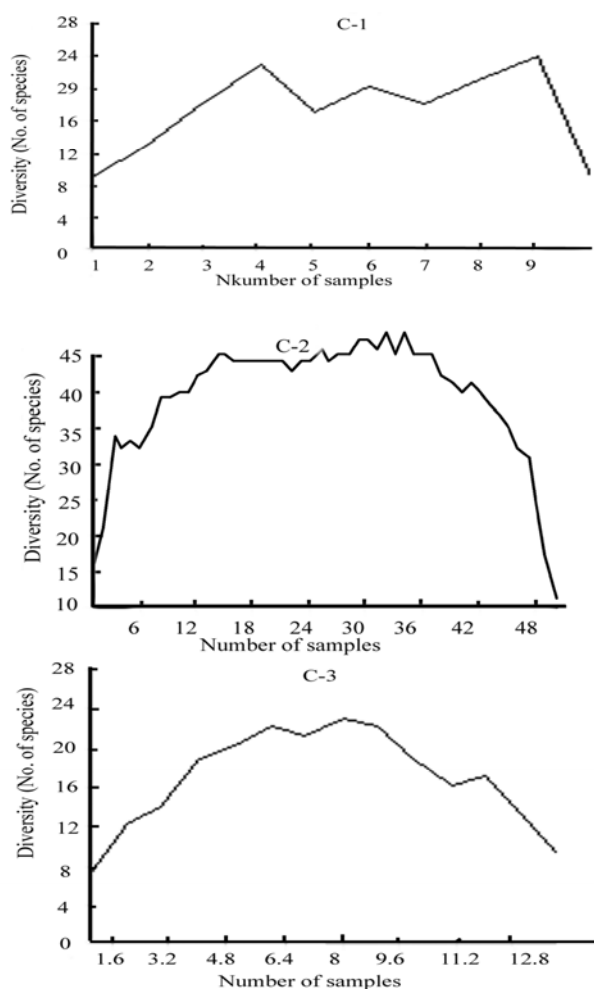 C-1
Diversity (No. of species)
28
24
29
16
12
8
4
0
1 2 3 4 5 6 7 8 9
Nkumber of samples
C-2
Diversity (No. of species)
45
40
35
30
25
20
15
10
6 12 18 24 30 36 42 48
Number of samples
C-3
Diversity (No. of species)
28
24
20
16
12
8
4
0
1.6 3.2 4.8 6.4 8 9.6 11.2 12.8
Number of samples